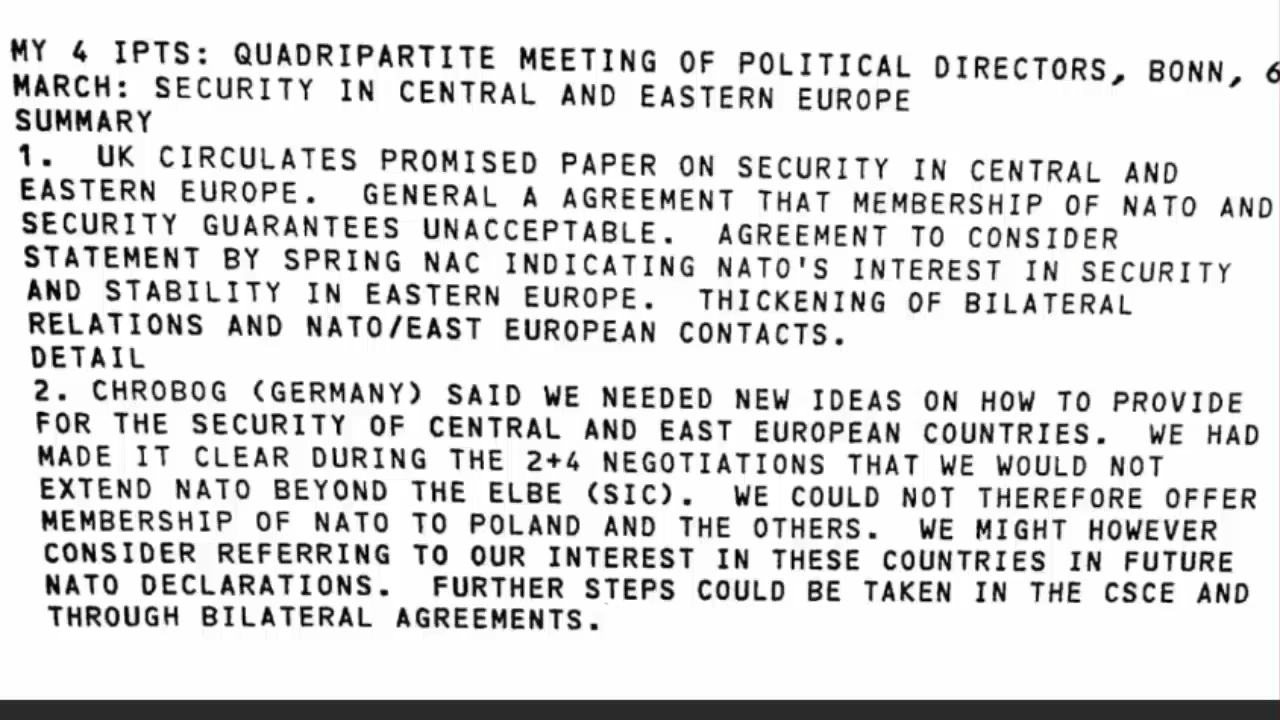 MY 4 IPTS: QUADRIPARTITE MEETING OF POLITICAL DIRECTORS, BONN, 6
MARCH: SECURITY IN CENTRAL AND EASTERN EUROPE
SUMMARY
1. UK CIRCULATES PROMISED PAPER ON SECURITY IN CENTRAL AND
EASTERN EUROPE. GENERAL A AGREEMENT THAT MEMBERSHIP OF NATO AND
SECURITY GUARANTEES UNACCEPTABLE. AGREEMENT TO CONSIDER
STATEMENT BY SPRING NAC INDICATING NATO'S INTEREST IN SECURITY
AND STABILITY IN EASTERN EUROPE. THICKENING OF BILATERAL
RELATIONS AND NATO/EAST EUROPEAN CONTACTS.
DETAIL
2. CHROBOG (GERMANY) SAID WE NEEDED NEW IDEAS ON HOW TO PROVIDE
FOR THE SECURITY OF CENTRAL AND EAST EUROPEAN COUNTRIES. WE HAD
MADE IT CLEAR DURING THE 2+4 NEGOTIATIONS THAT WE WOULD NOT
EXTEND NATO BEYOND THE ELBE (SIC). WE COULD NOT THEREFORE OFFER
MEMBERSHIP OF NATO TO POLAND AND THE OTHERS. WE MIGHT HOWEVER
CONSIDER REFERRING TO OUR INTEREST IN THESE COUNTRIES IN FUTURE
NATO DECLARATIONS. FURTHER STEPS COULD BE TAKEN IN THE CSCE AND
THROUGH BILATERAL AGREEMENTS.